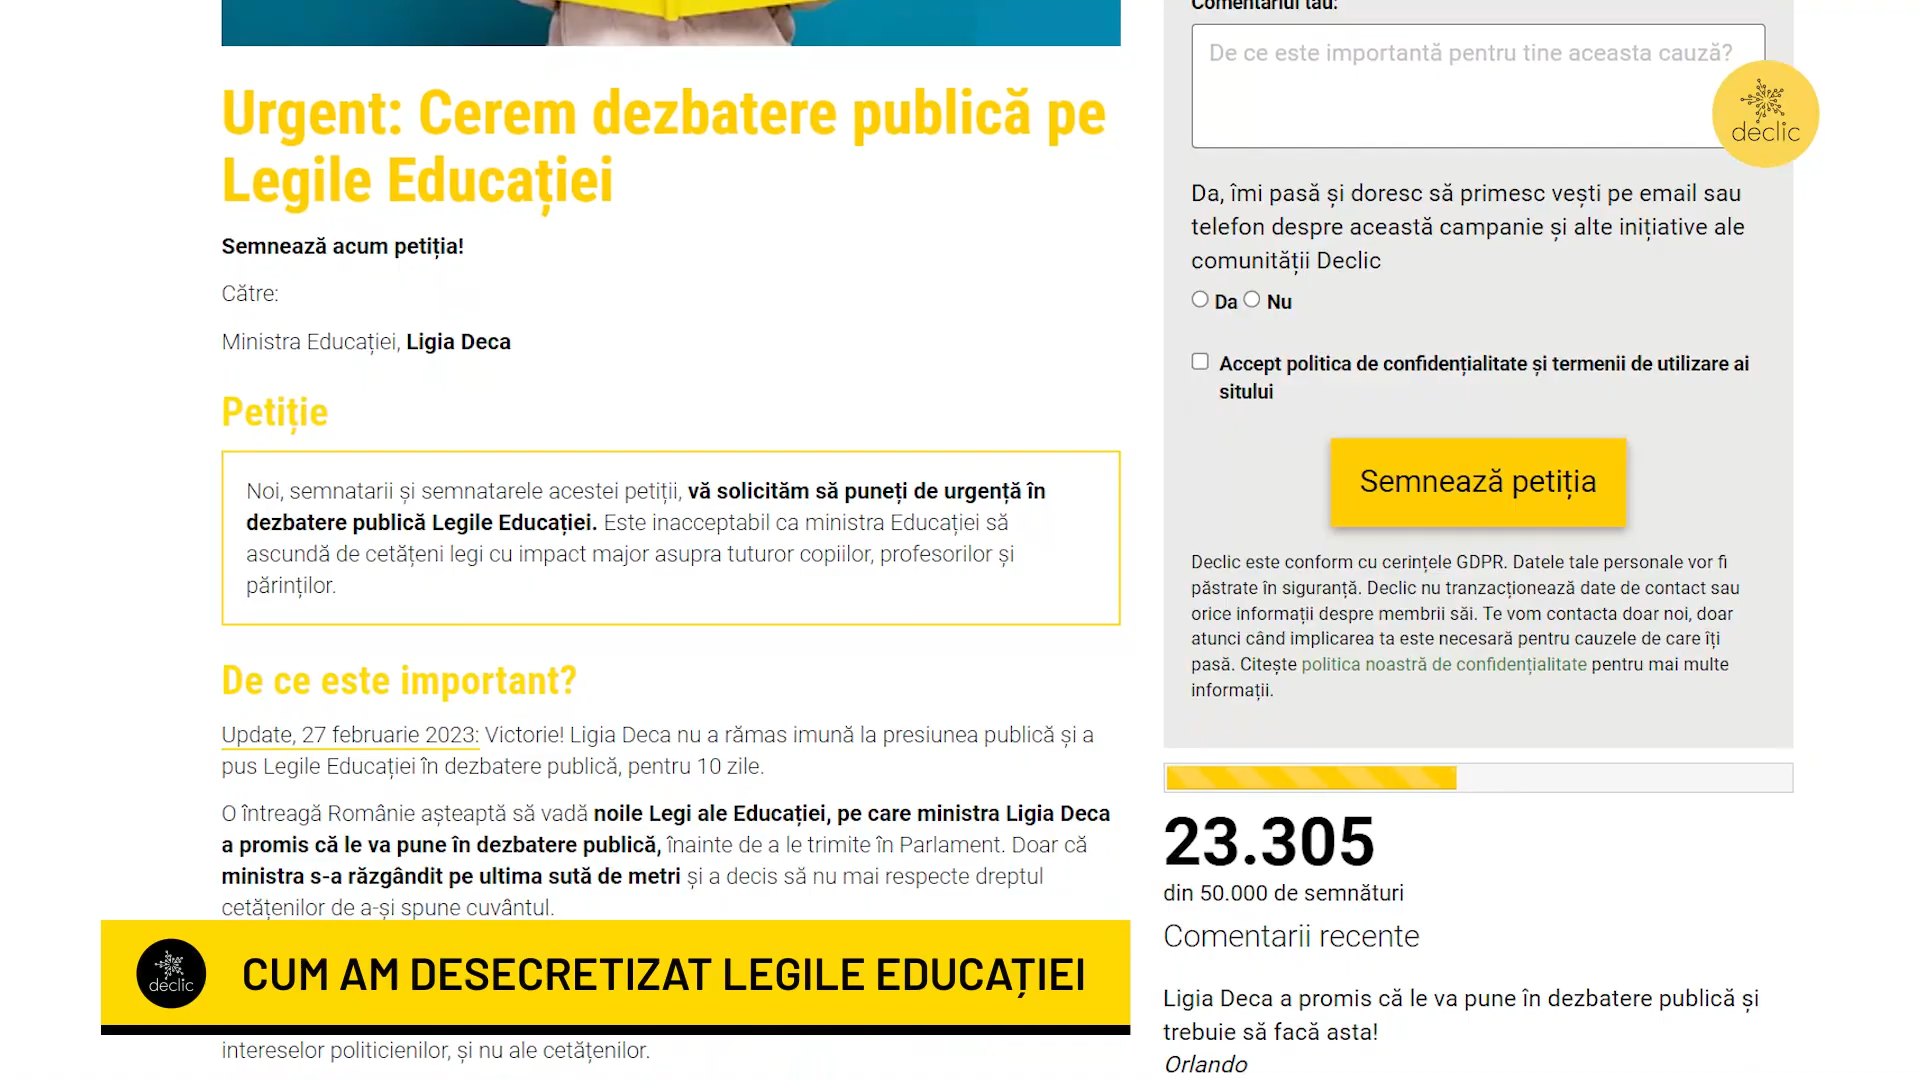 Urgent: Cerem dezbatere publică pe
Legile Educației
Semnează acum petiția!
Către:
Ministra Educației, Ligia Deca
Petiție
Noi, semnatarii și semnatarele acestei petiții, vă solicităm să puneți de urgență în
dezbatere publică Legile Educației. Este inacceptabil ca ministra Educației să
ascundă de cetățeni legi cu impact major asupra tuturor copiilor, profesorilor și
părinților.
De ce este important?
Update, 27 februarie 2023: Victorie! Ligia Deca nu a rămas imună la presiunea publică și a
pus Legile Educației în dezbatere publică, pentru 10 zile.
O întreagă Românie așteaptă să vadă noile Legi ale Educației, pe care ministra Ligia Deca
a promis că le va pune în dezbatere publică, înainte de a le trimite în Parlament. Doar că
ministra s-a răzgândit pe ultima sută de metri și a decis să nu mai respecte dreptul
cetățenilor de a-și spune cuvântul.
declic
CUM AM DESECRETIZAT LEGILE EDUCAȚIEI
intereselor politicienilor, și nu ale cetățenilor.
Comentariul tău:
De ce este importantă pentru tine aceasta cauză?
declic
Da, îmi pasă și doresc să primesc vești pe email sau
telefon despre această campanie și alte inițiative ale
comunității Declic
Da Nu
Accept politica de confidențialitate și termenii de utilizare ai
sitului
Semnează petiția
Declic este conform cu cerințele GDPR. Datele tale personale vor fi
păstrate în siguranță. Declic nu tranzacționează date de contact sau
orice informații despre membrii săi. Te vom contacta doar noi, doar
atunci când implicarea ta este necesară pentru cauzele de care îți
pasă. Citește politica noastră de confidențialitate pentru mai multe
informații.
23.305
din 50.000 de semnături
Comentarii recente
Ligia Deca a promis că le va pune în dezbatere publică și
trebuie să facă asta!
Orlando